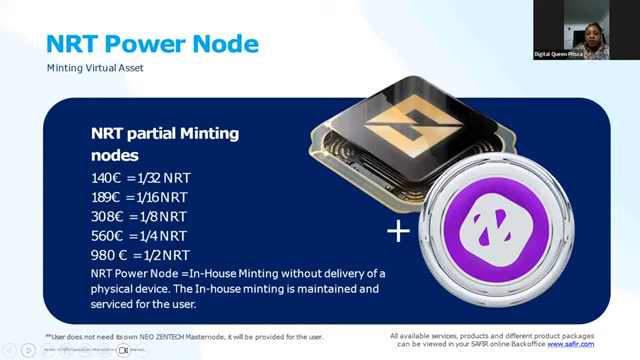 NRT Power Node
Minting Virtual Asset
Digital Queen Prisca
NRT partial Minting
nodes
140€ =1/32 NRT
189€ =1/16 NRT
308€ =1/8 NRT
560€ =1/4 NRT
980 € =1/2 NRT
NRT Power Node =In-House Minting without delivery of a
physical device. The In-house minting is maintained and
serviced for the user.
+
**User does not need its own NEO ZENTECH Masternode, it will be provided for the user.
All available services, products and different product packages
can be viewed in your SAFIR online Backoffice www.safir.com